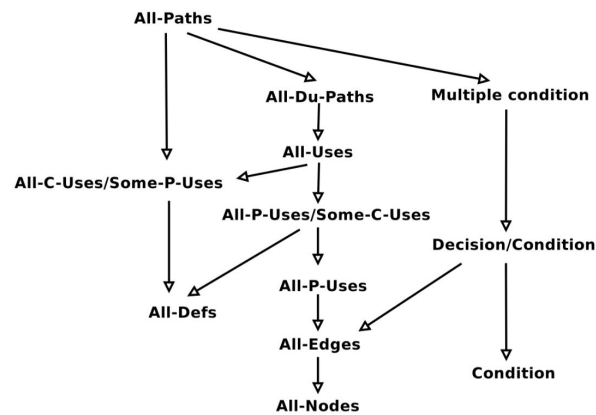 All-Paths
All-Du-Paths
Multiple condition
All-Uses
All-C-Uses/Some-P-Uses
All-P-Uses/Some-C-Uses
Decision/Condition
All-P-Uses
All-Defs
All-Edges
Condition
All-Nodes